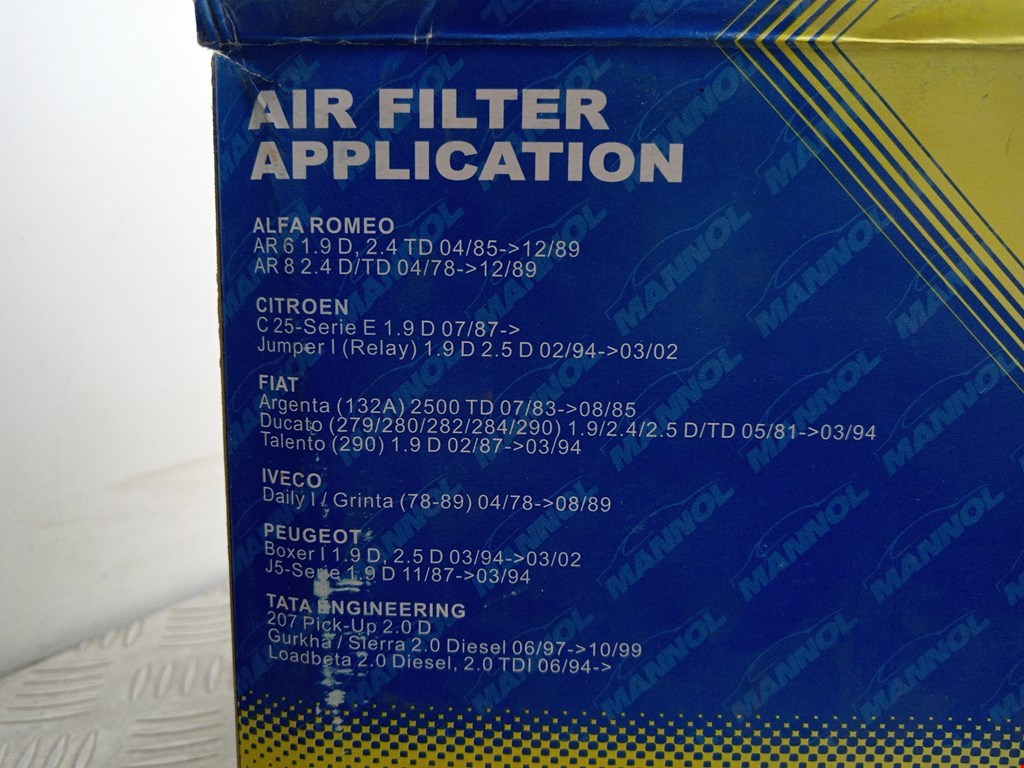 AIR FILTER
APPLICATION
ALFA ROMEO
AR 6 1.9 D, 2.4 TD 04/85->12/89
AR 8 2.4 D/TD 04/78->12/89
CITROEN
C 25-Serie E 1.9 D 07/87->
Jumper I (Relay) 1.9 D 2.5 D 02/94->03/02
FIAT
Argenta (132A) 2500 TD 07/83->08/85
Ducato (279/280/282/284/290) 1.9/2.4/2.5 D/TD 05/81->03/94
Talento (290) 1.9 D 02/87->03/94
IVECO
Daily I / Grinta (78-89) 04/78->08/89
PEUGEOT
Boxer I 1.9 D, 2.5 D 03/94->03/02
J5-Serie 1.9 D 11/87->03/94
TATA ENGINEERING
207 Pick-Up 2.0 D
Gurkha / Sierra 2.0 Diesel 06/97->10/99
Loadbeta 2.0 Diesel, 2.0 TDI 06/94->
MANNOL